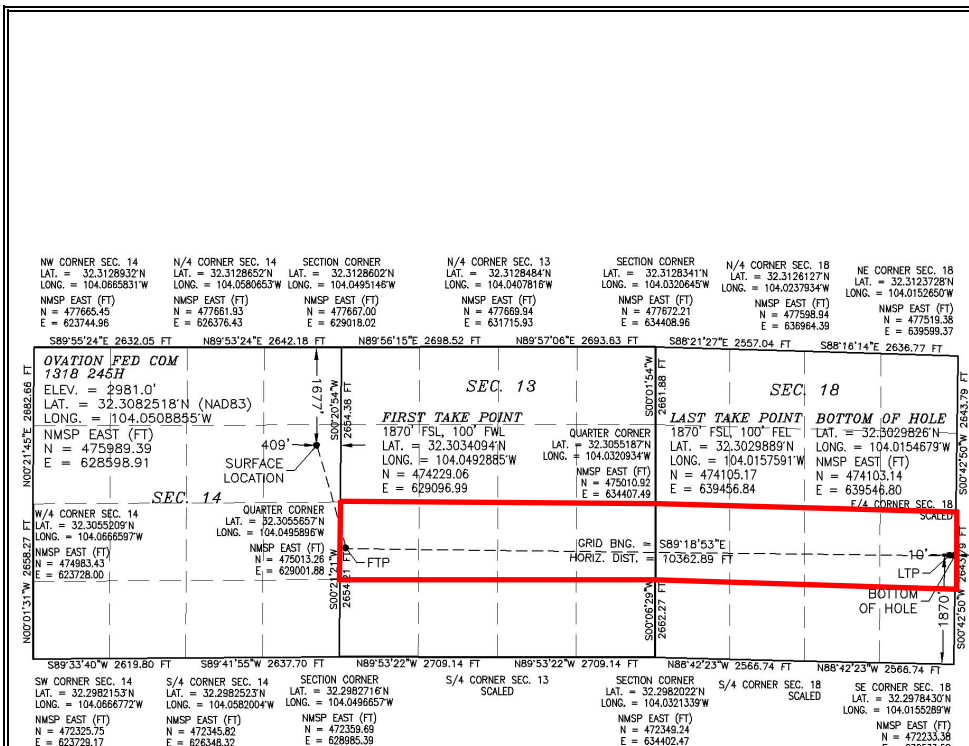 NW CORNER SEC. 14
LAT. = 32.3128932°N
LONG. = 104.0665831°W
NMSP EAST (FT)
N = 477665.45
E = 623744.96
N/4 CORNER SEC. 14
LAT. = 32.3128652°N
LONG. = 104.0580653°W
NMSP EAST (FT)
N = 477661.93
E = 626376.43
SECTION CORNER
LAT. = 32.3128602°N
LONG. = 104.0495146°W
NMSP EAST (FT)
N = 477667.00
E = 629018.02
N/4 CORNER SEC. 13
LAT. = 32.3128484°N
LONG. = 104.0407816°W
NMSP EAST (FT)
N = 477669.94
E = 631715.93
SECTION CORNER
LAT. = 32.3128341°N
LONG. = 104.0320645°W
NMSP EAST (FT)
N = 477672.21
E = 634408.96
N/4 CORNER SEC. 18
LAT. = 32.3126127°N
LONG. = 104.0237934°W
NMSP EAST (FT)
N = 477598.94
E = 636964.39
NE CORNER SEC. 18
LAT. = 32.3123728°N
LONG. = 104.0152650°W
NMSP EAST (FT)
N = 477519.38
E = 639599.37
S89°55'24"E 2632.05 FT
N89°53'24"E 2642.18 FT
N89°56'15"E 2698.52 FT
N89°57'06"E 2693.63 FT
S88°21'27"E 2557.04 FT
S88°16'14"E 2636.77 FT
N00°21'45"E 2682.66 FT
OVATION FED COM
1318 245H
ELEV. = 2981.0'
LAT. = 32.3082518°N (NAD83)
LONG. = 104.0508855°W
NMSP EAST (FT)
N = 475989.39
E = 628598.91
1677'
409'
SURFACE
LOCATION
S00°20'54"W
2654.38 FT
SEC. 13
FIRST TAKE POINT
1870' FSL, 100' FWL
LAT. = 32.3034094°N
LONG. = 104.0492885°W
NMSP EAST (FT)
N = 474229.06
E = 629096.99
QUARTER CORNER
LAT. = 32.3055187°N
LONG. = 104.0320934°W
NMSP EAST (FT)
N = 475010.92
E = 634407.49
S00°01'54"W
2661.88 FT
SEC. 18
LAST TAKE POINT
1870' FSL, 100' FEL
LAT. = 32.3029889°N
LONG. = 104.0157591°W
NMSP EAST (FT)
N = 474105.17
E = 639456.84
BOTTOM OF HOLE
LAT. = 32.3029826°N
LONG. = 104.0154679°W
NMSP EAST (FT)
N = 474103.14
E = 639546.80
S00°42'50"W 2643.79 FT
E/4 CORNER SEC. 18
SCALED
SEC. 14
W/4 CORNER SEC. 14
LAT. = 32.3055209°N
LONG. = 104.0666597°W
NMSP EAST (FT)
N = 474983.43
E = 623728.00
QUARTER CORNER
LAT. = 32.3055657°N
LONG. = 104.0495896°W
NMSP EAST (FT)
N = 475013.26
E = 629001.88
FTP
GRID BNG. = S89°18'53"E
HORIZ. DIST. = 10362.89 FT
10'
LTP
BOTTOM
OF HOLE
1870'
N00°01'31"W 2658.27 FT
S00°21'21"W
2654.21 FT
S00°06'29"W
2662.27 FT
S00°42'50"W 2643.79 FT
S89°33'40"W 2619.80 FT
S89°41'55"W 2637.70 FT
N89°53'22"W 2709.14 FT
N89°53'22"W 2709.14 FT
N88°42'23"W 2566.74 FT
N88°42'23"W 2566.74 FT
SW CORNER SEC. 14
LAT. = 32.2982153°N
LONG. = 104.0666772°W
NMSP EAST (FT)
N = 472325.75
E = 623729.17
S/4 CORNER SEC. 14
LAT. = 32.2982523°N
LONG. = 104.0582004°W
NMSP EAST (FT)
N = 472345.82
E = 626348.32
SECTION CORNER
LAT. = 32.2982716°N
LONG. = 104.0496657°W
NMSP EAST (FT)
N = 472359.69
E = 628985.39
S/4 CORNER SEC. 13
SCALED
SECTION CORNER
LAT. = 32.2982022°N
LONG. = 104.0321339°W
NMSP EAST (FT)
N = 472349.24
E = 634402.47
S/4 CORNER SEC. 18
SCALED
SE CORNER SEC. 18
LAT. = 32.2978430°N
LONG. = 104.0155289°W
NMSP EAST (FT)
N = 472233.38